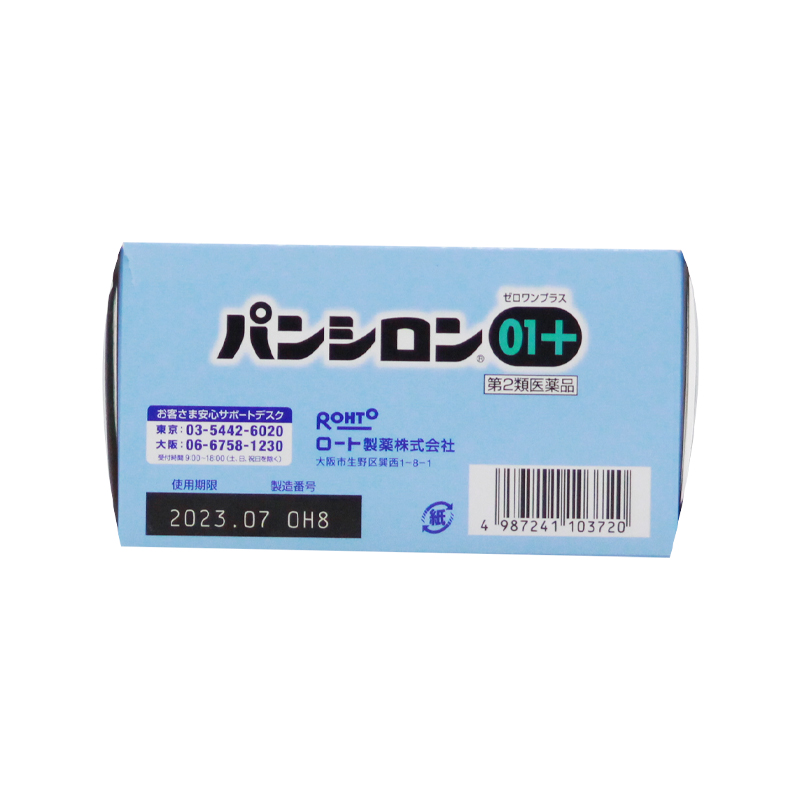 ゼロワンプラス
パンシロン® 01+
第2類医薬品
お客さま安心サポートデスク
東京: 03-5442-6020
大阪: 06-6758-1230
受付時間 9:00~18:00(土、日、祝日を除く)
ROHTO
ロート製薬株式会社
大阪市生野区巽西1-8-1
使用期限 製造番号
2023.07 OH8
紙
4 987241 103720